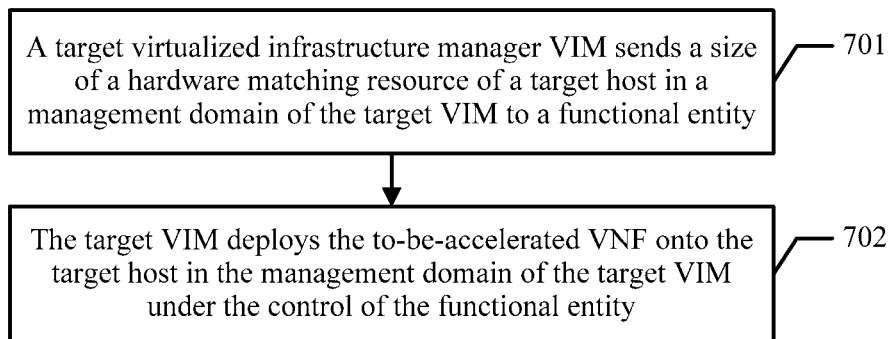 A target virtualized infrastructure manager VIM sends a size
of a hardware matching resource of a target host in a
management domain of the target VIM to a functional entity
701
The target VIM deploys the to-be-accelerated VNF onto the
target host in the management domain of the target VIM
under the control of the functional entity
702